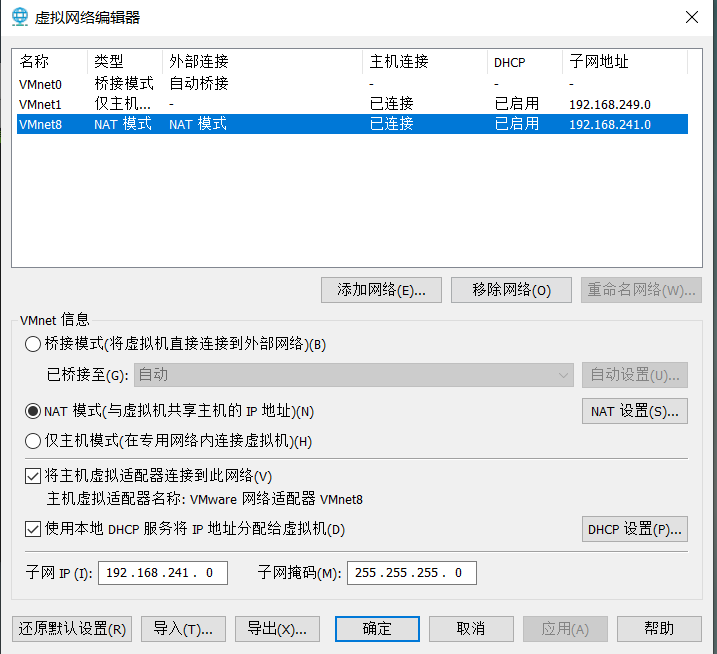 虚拟网络编辑器
名称 类型 外部连接 主机连接 DHCP 子网地址
VMnet0 桥接模式 自动桥接 - - -
VMnet1 仅主机... - 已连接 已启用 192.168.249.0
VMnet8 NAT 模式 NAT 模式 已连接 已启用 192.168.241.0
添加网络(E)... 移除网络(O) 重命名网络(W)...
VMnet 信息
桥接模式(将虚拟机直接连接到外部网络)(B)
已桥接至(G): 自动 自动设置(U)...
NAT 模式(与虚拟机共享主机的 IP 地址)(N) NAT 设置(S)...
仅主机模式(在专用网络内连接虚拟机)(H)
将主机虚拟适配器连接到此网络(V)
主机虚拟适配器名称: VMware 网络适配器 VMnet8
使用本地 DHCP 服务将 IP 地址分配给虚拟机(D) DHCP 设置(P)...
子网 IP (I): 192 .168 .241 . 0 子网掩码(M): 255 .255 .255 . 0
还原默认设置(R) 导入(T)... 导出(X)... 确定 取消 应用(A) 帮助